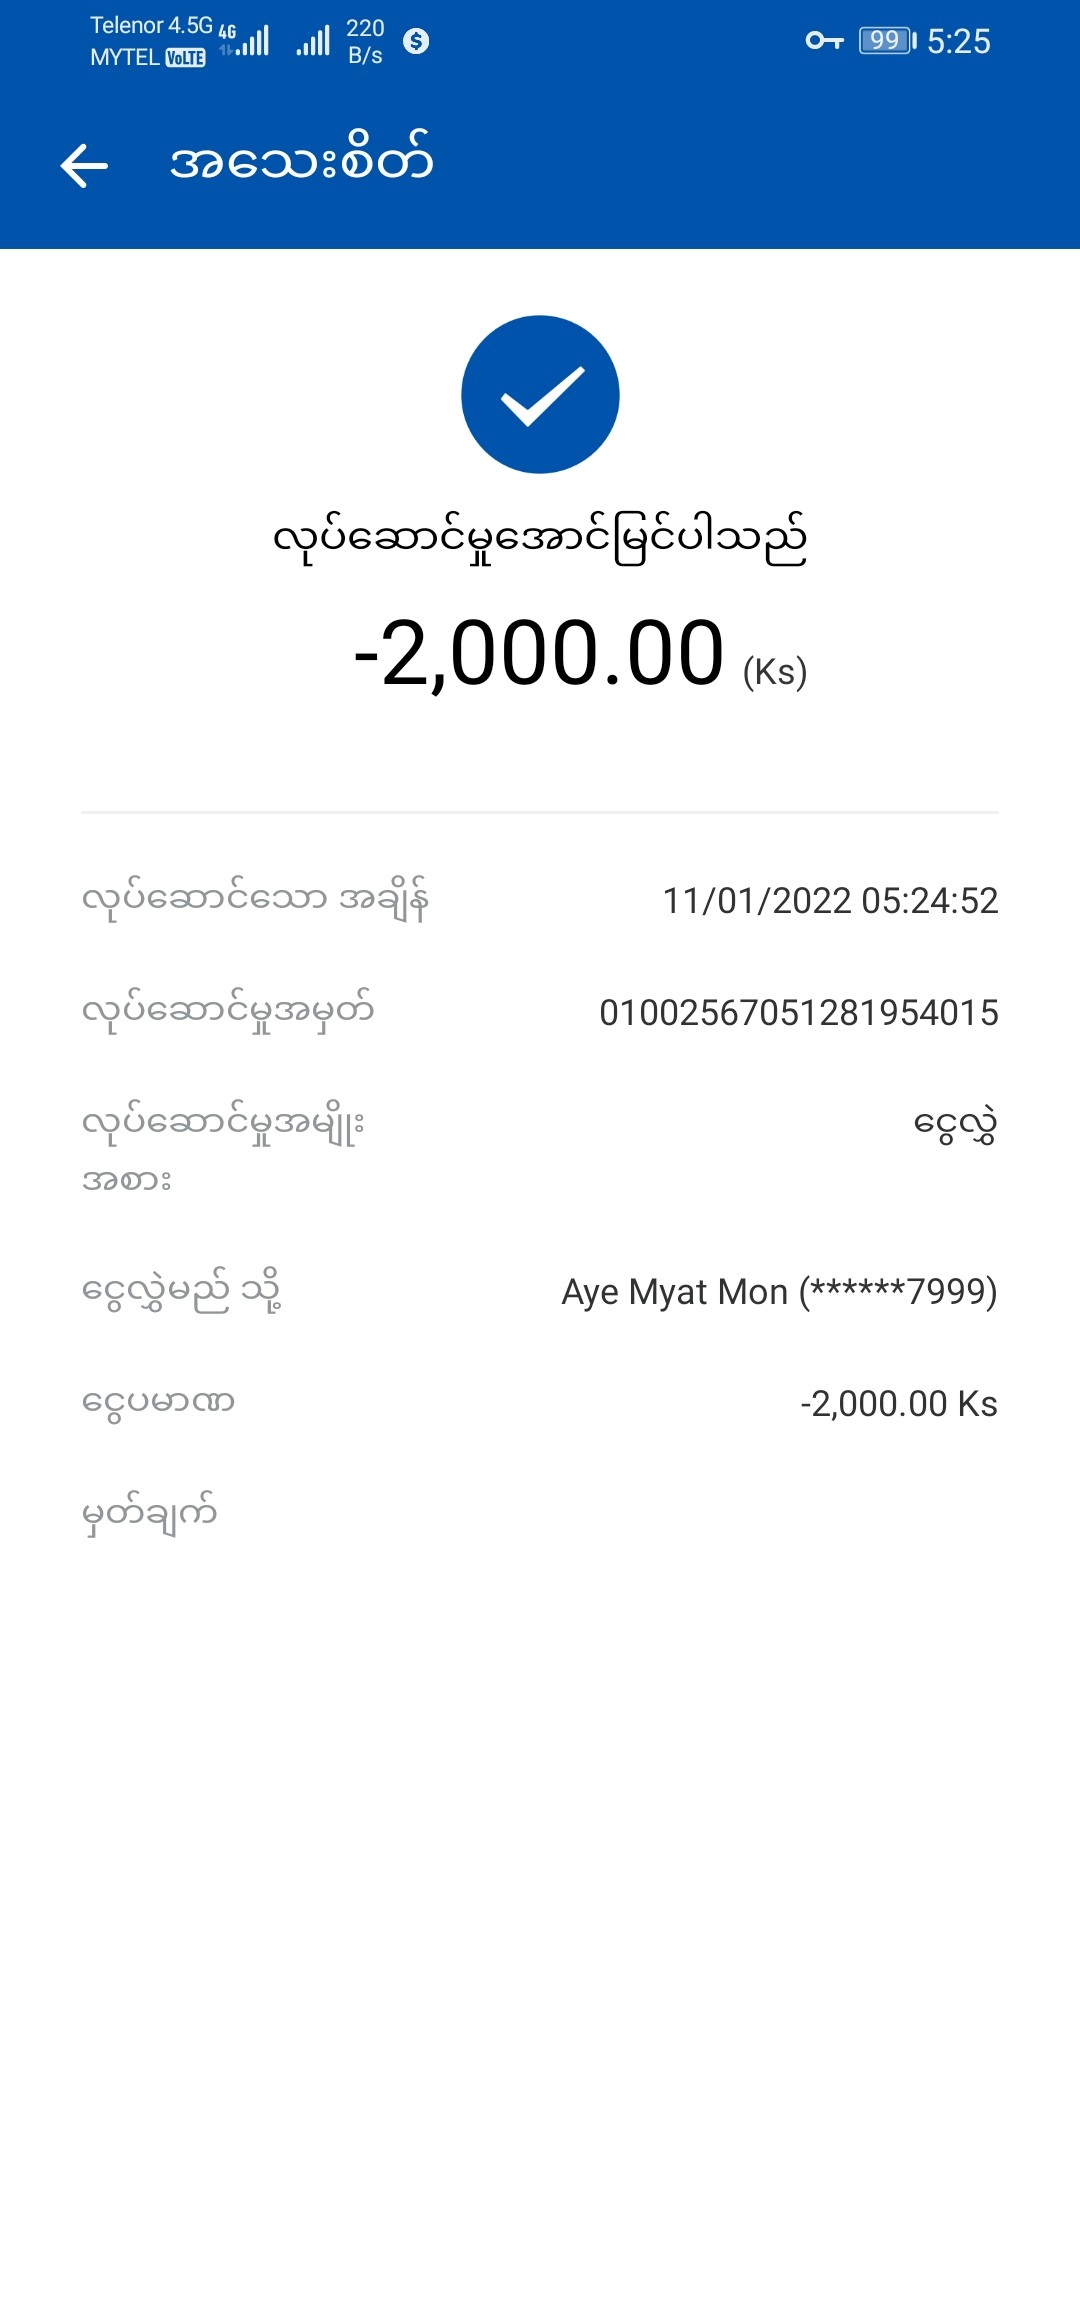 Telenor 4.5G 4G 220
MYTEL VoLTE B/s 99 5:25
အသေးစိတ်
လုပ်ဆောင်မှုအောင်မြင်ပါသည်
-2,000.00 (Ks)
လုပ်ဆောင်သော အချိန် 11/01/2022 05:24:52
လုပ်ဆောင်မှုအမှတ် 01002567051281954015
လုပ်ဆောင်မှုအမျိုး ငွေလွှဲ
အစား
ငွေလွှဲမည် သို့ Aye Myat Mon (******7999)
ငွေပမာဏ -2,000.00 Ks
မှတ်ချက်